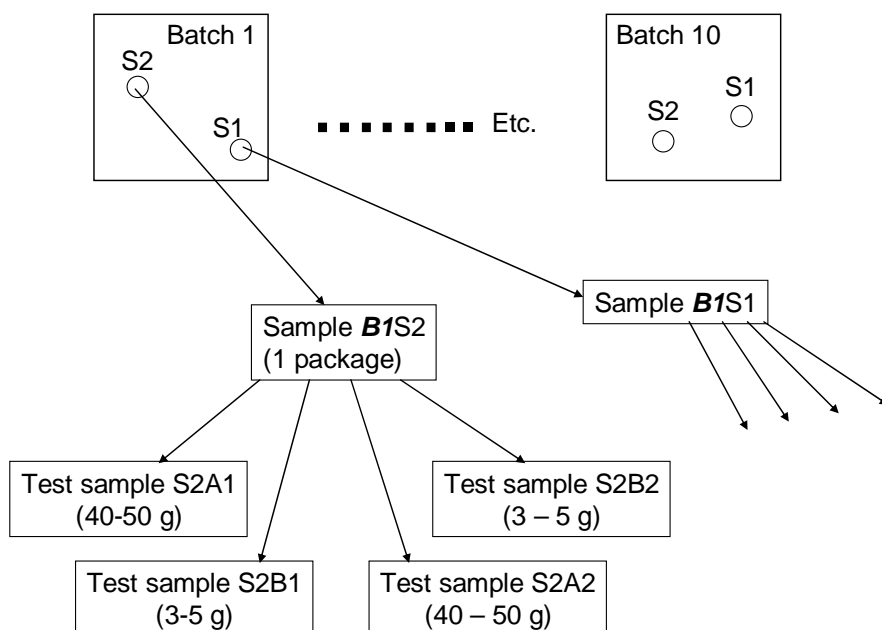 Batch 1
S2
S1
Etc.
Batch 10
S1
S2
Sample B1S2
(1 package)
Sample B1S1
Test sample S2A1
(40-50 g)
Test sample S2B2
(3 – 5 g)
Test sample S2B1
(3-5 g)
Test sample S2A2
(40 – 50 g)